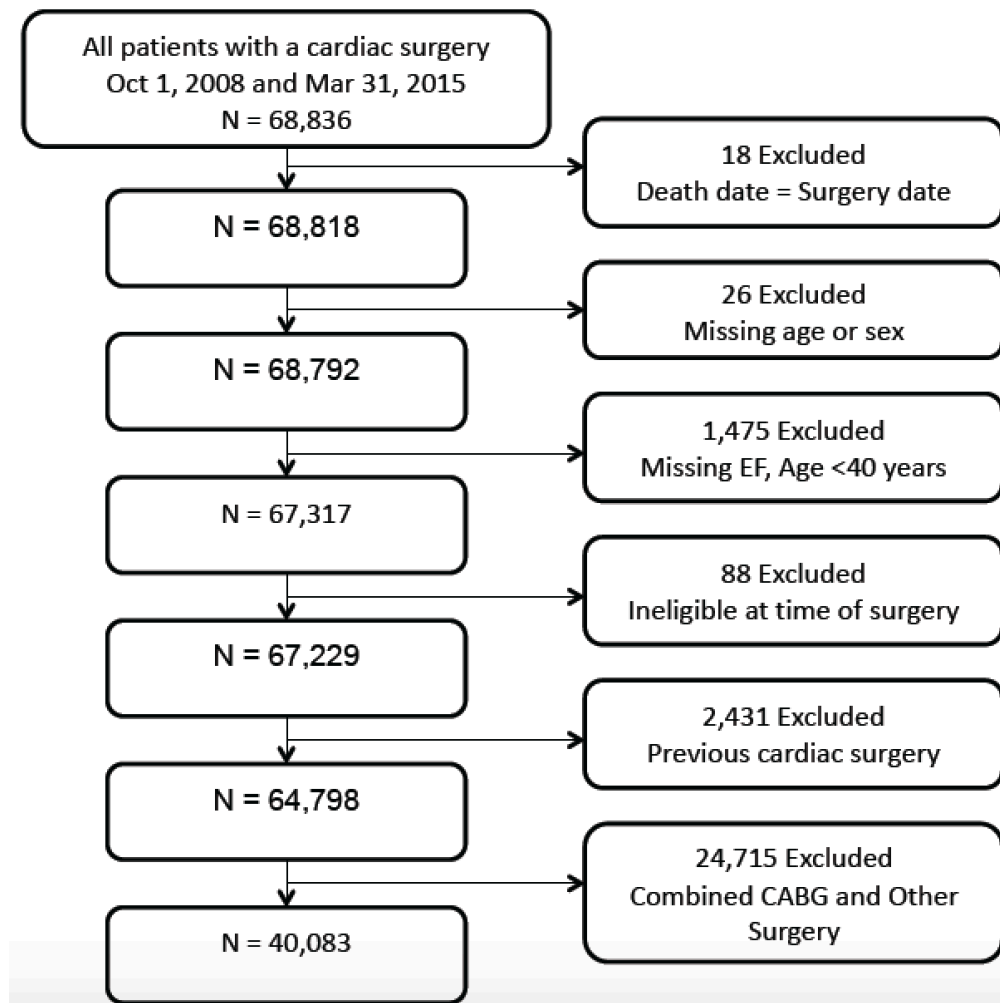 All patients with a cardiac surgery
Oct 1, 2008 and Mar 31, 2015
N = 68,836
18 Excluded
Death date = Surgery date
N = 68,818
26 Excluded
Missing age or sex
N = 68,792
1,475 Excluded
Missing EF, Age <40 years
N = 67,317
88 Excluded
Ineligible at time of surgery
N = 67,229
2,431 Excluded
Previous cardiac surgery
N = 64,798
24,715 Excluded
Combined CABG and Other
Surgery
N = 40,083